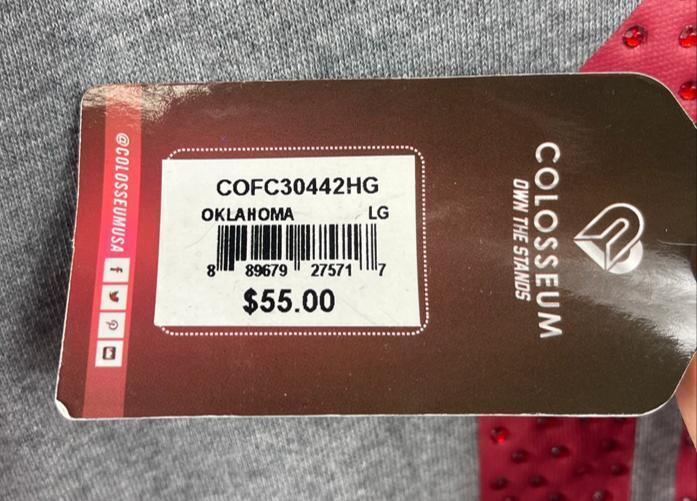 COFC30442HG
OKLAHOMA LG
8 89679 27571 7
$55.00
COLOSSEUM
OWN THE STANDS
@COLOSSEUMUSA